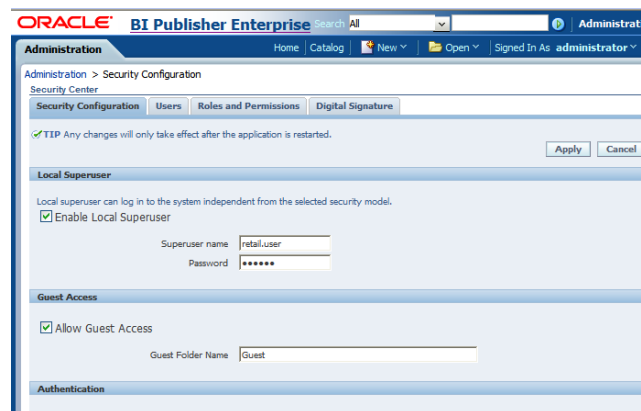 ORACLE BI Publisher Enterprise Search All Administrat
Administration Home Catalog New Open Signed In As administrator
Administration > Security Configuration
Security Center
Security Configuration Users Roles and Permissions Digital Signature
TIP Any changes will only take effect after the application is restarted.
Apply Cancel
Local Superuser
Local superuser can log in to the system independent from the selected security model.
Enable Local Superuser
Superuser name retail.user
Password ••••••
Guest Access
Allow Guest Access
Guest Folder Name Guest
Authentication